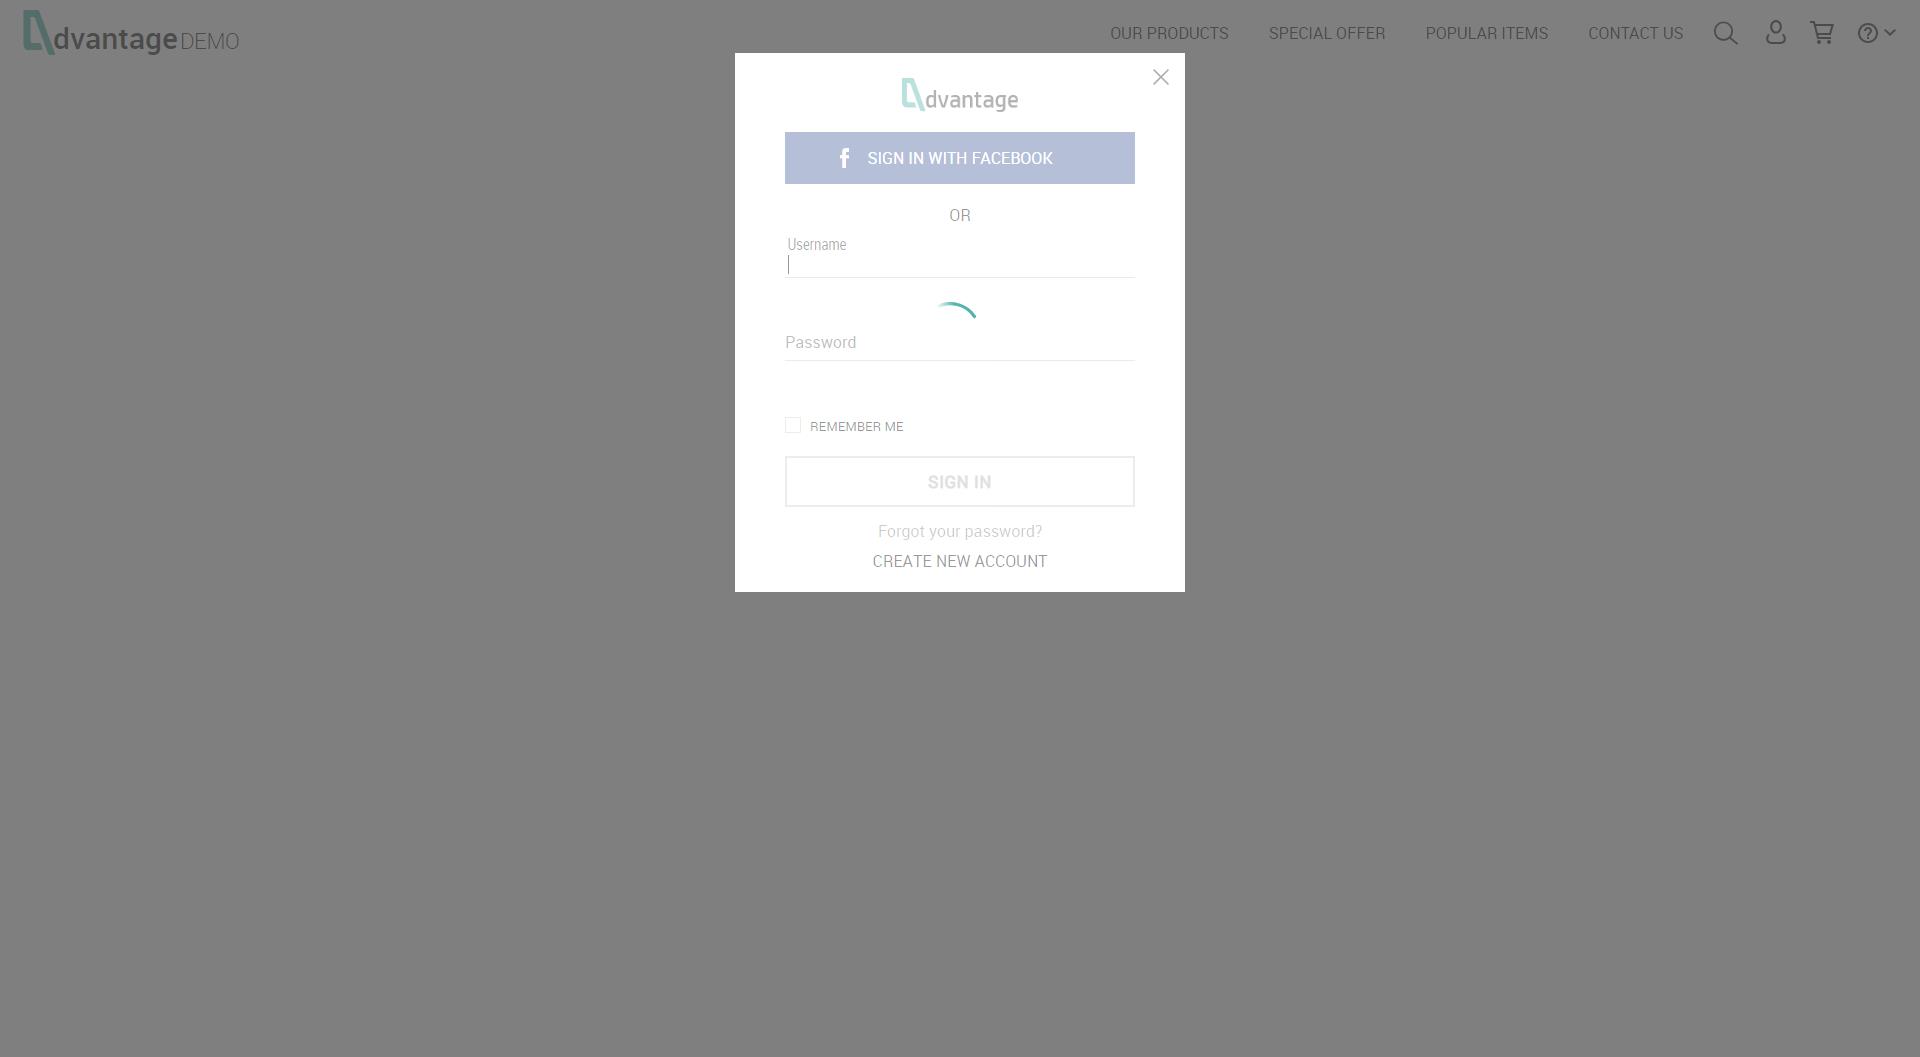 dvantage DEMO
OUR PRODUCTS SPECIAL OFFER POPULAR ITEMS CONTACT US
dvantage
SIGN IN WITH FACEBOOK
OR
Username
Password
REMEMBER ME
SIGN IN
Forgot your password?
CREATE NEW ACCOUNT